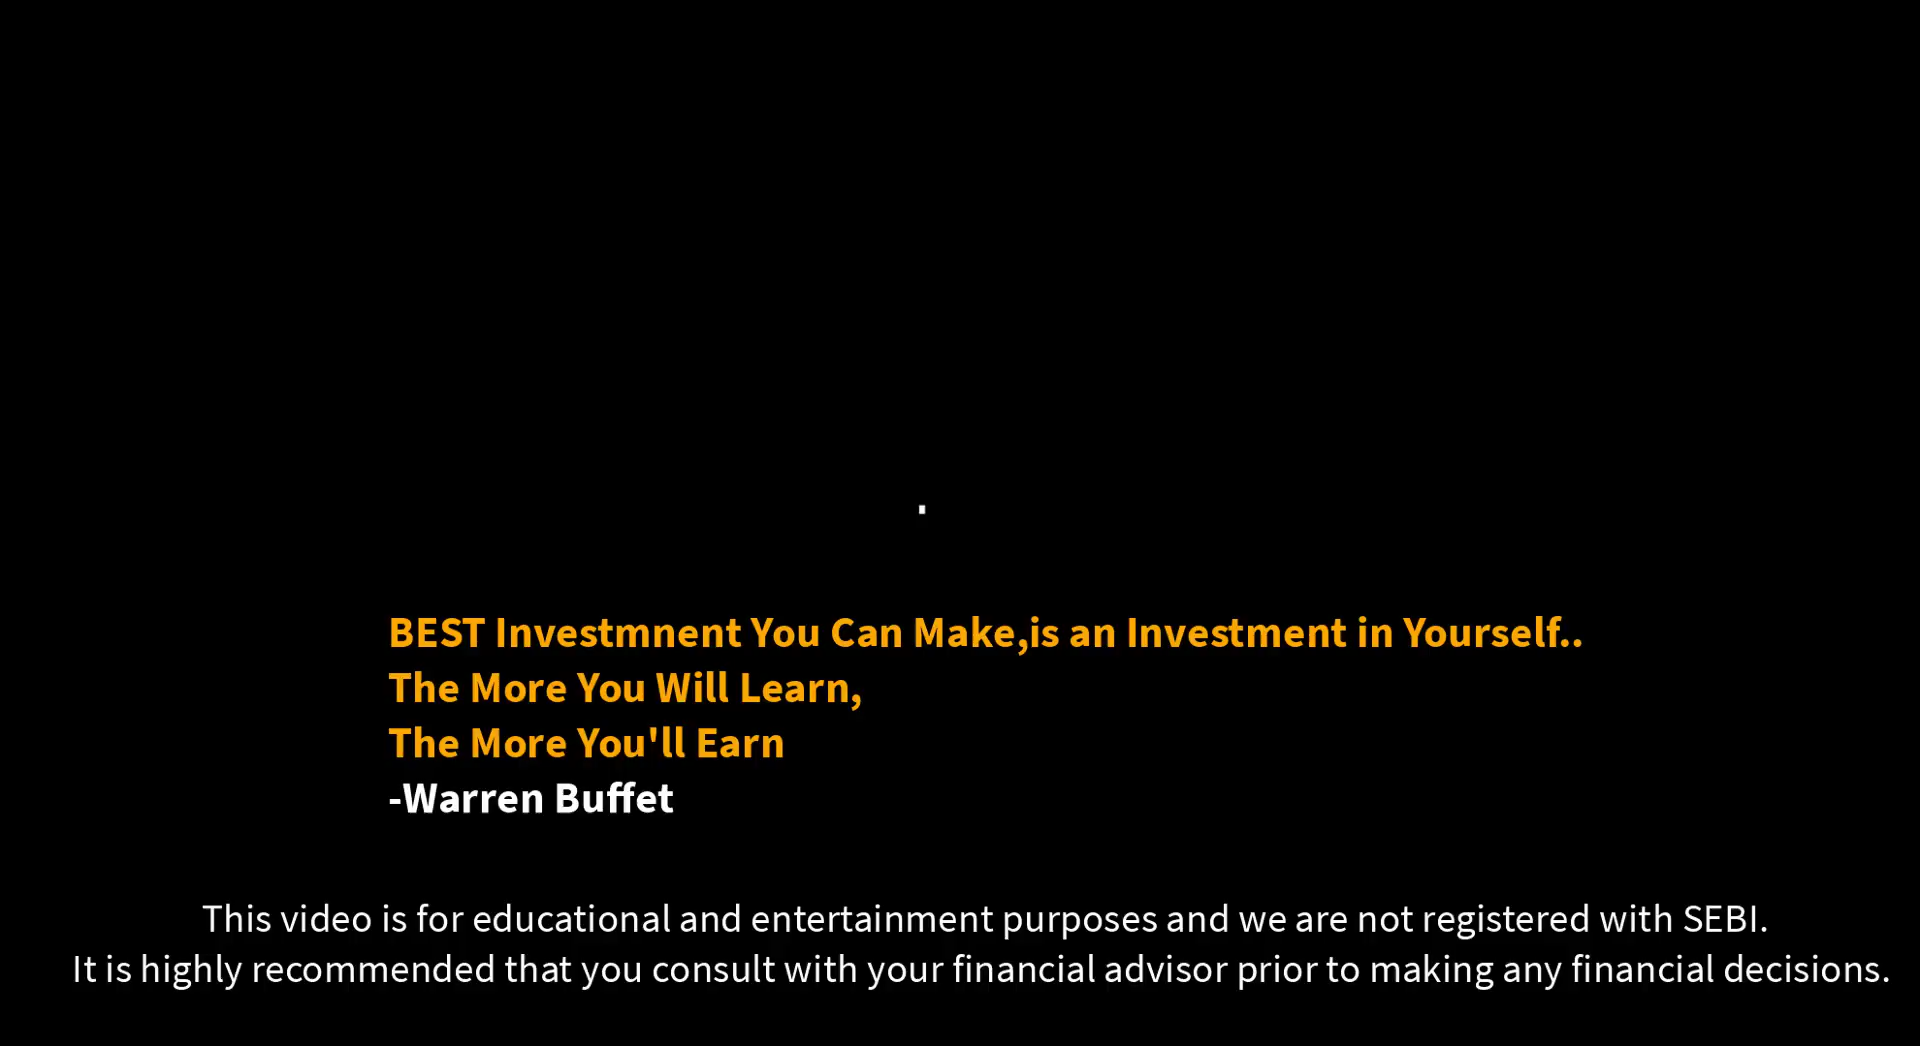 BEST Investmnent You Can Make,is an Investment in Yourself..
The More You Will Learn,
The More You'll Earn
-Warren Buffet
This video is for educational and entertainment purposes and we are not registered with SEBI.
It is highly recommended that you consult with your financial advisor prior to making any financial decisions.